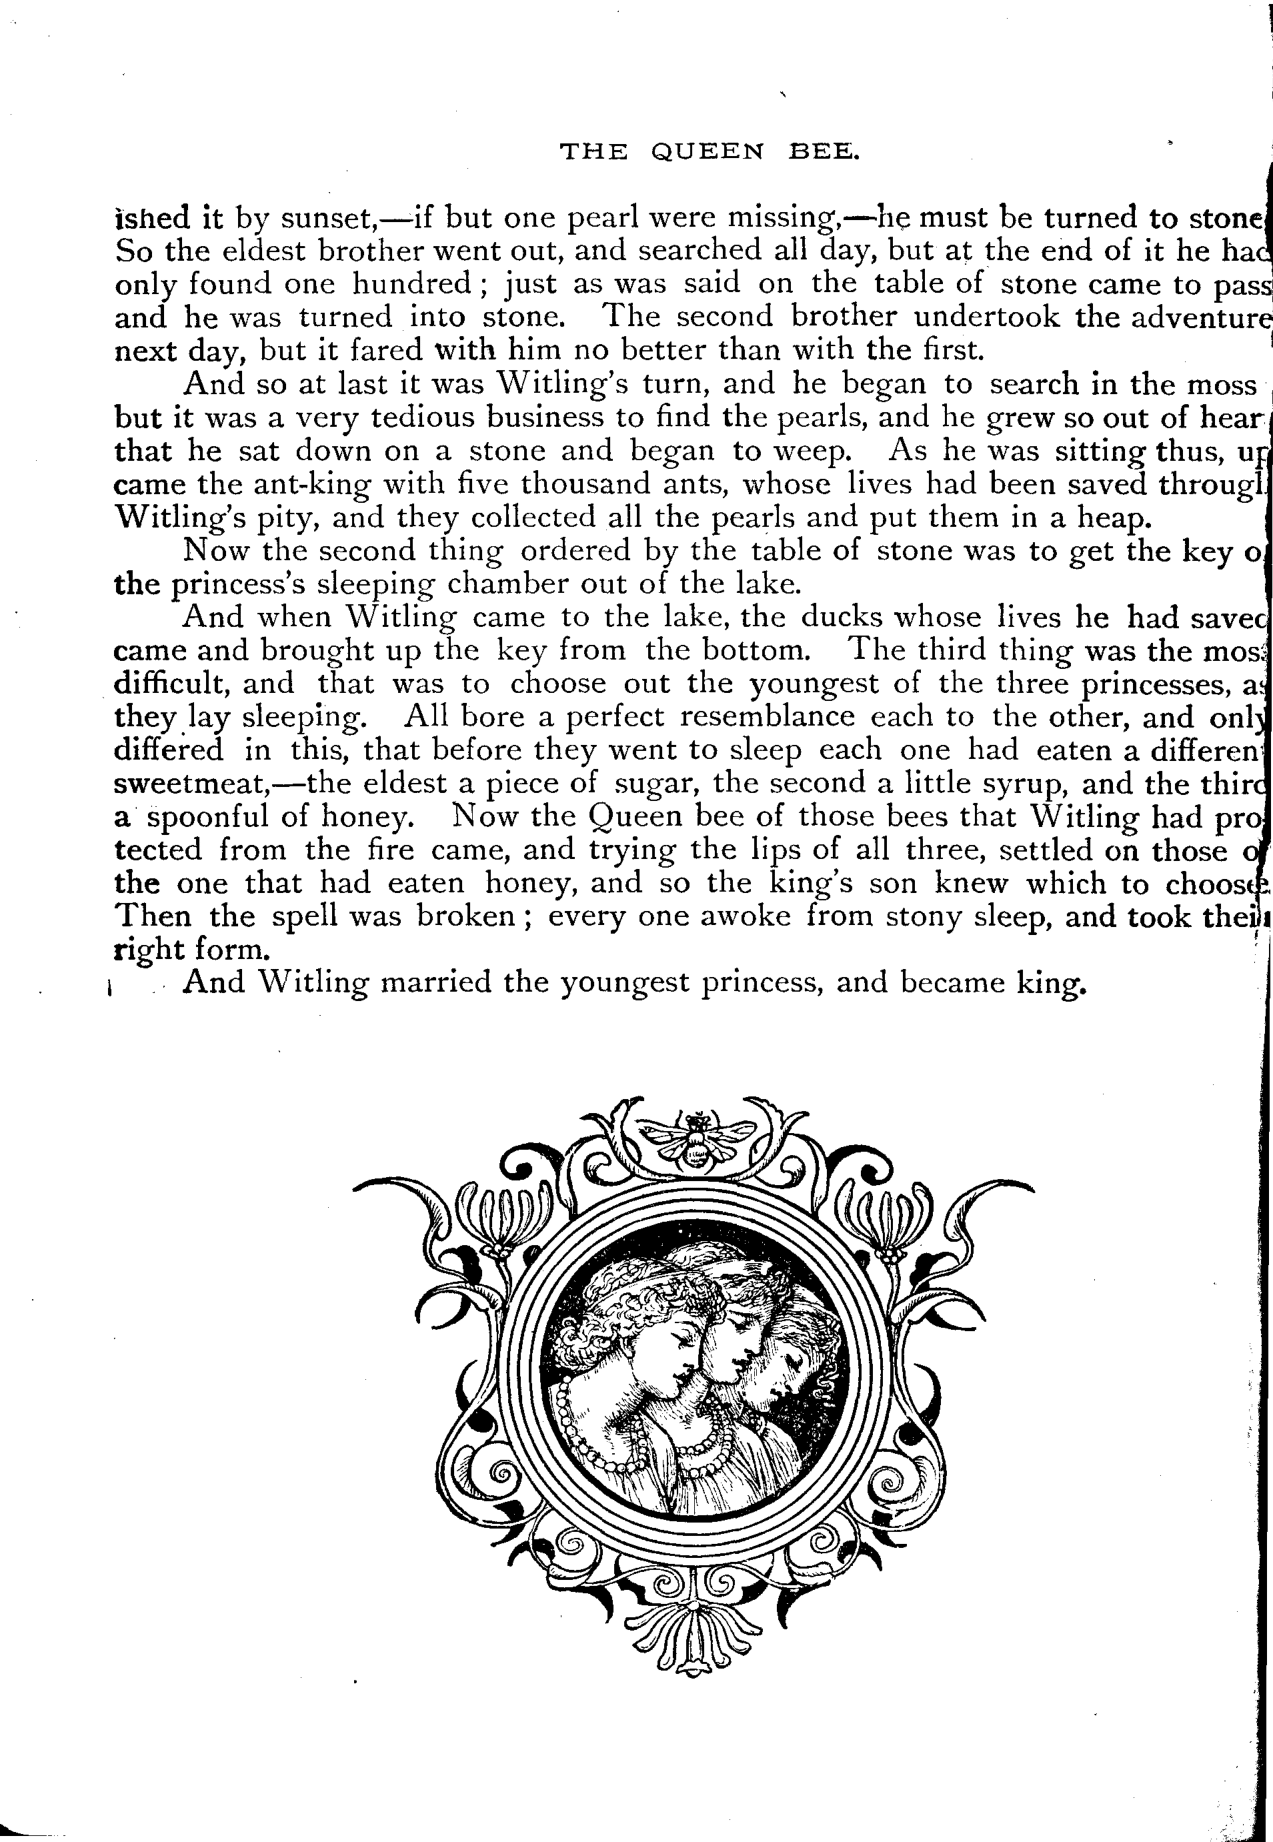 THE QUEEN BEE.
ished it by sunset,—if but one pearl were missing,—he must be turned to stone
So the eldest brother went out, and searched all day, but at the end of it he had
only found one hundred ; just as was said on the table of stone came to pass
and he was turned into stone. The second brother undertook the adventure
next day, but it fared with him no better than with the first.
And so at last it was Witling's turn, and he began to search in the moss
but it was a very tedious business to find the pearls, and he grew so out of hear
that he sat down on a stone and began to weep. As he was sitting thus, up
came the ant-king with five thousand ants, whose lives had been saved through
Witling's pity, and they collected all the pearls and put them in a heap.
Now the second thing ordered by the table of stone was to get the key o
the princess's sleeping chamber out of the lake.
And when Witling came to the lake, the ducks whose lives he had saved
came and brought up the key from the bottom. The third thing was the mos
difficult, and that was to choose out the youngest of the three princesses, as
they lay sleeping. All bore a perfect resemblance each to the other, and only
differed in this, that before they went to sleep each one had eaten a differen
sweetmeat,—the eldest a piece of sugar, the second a little syrup, and the third
a spoonful of honey. Now the Queen bee of those bees that Witling had pro
tected from the fire came, and trying the lips of all three, settled on those o
the one that had eaten honey, and so the king's son knew which to choose.
Then the spell was broken ; every one awoke from stony sleep, and took their
right form.
And Witling married the youngest princess, and became king.